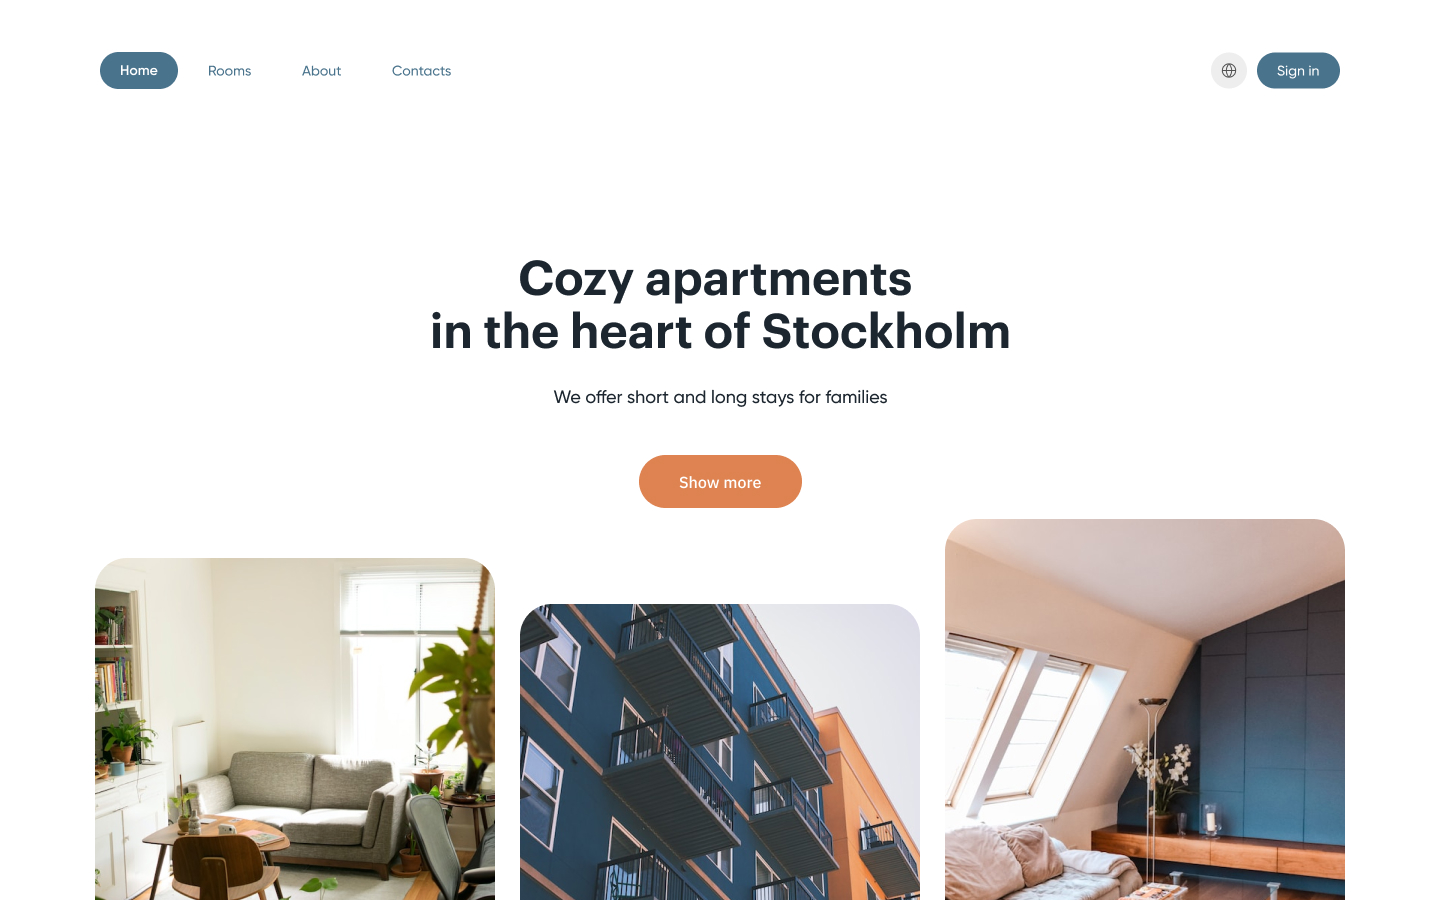 Home Rooms About Contacts Sign in
Cozy apartments
in the heart of Stockholm
We offer short and long stays for families
Show more